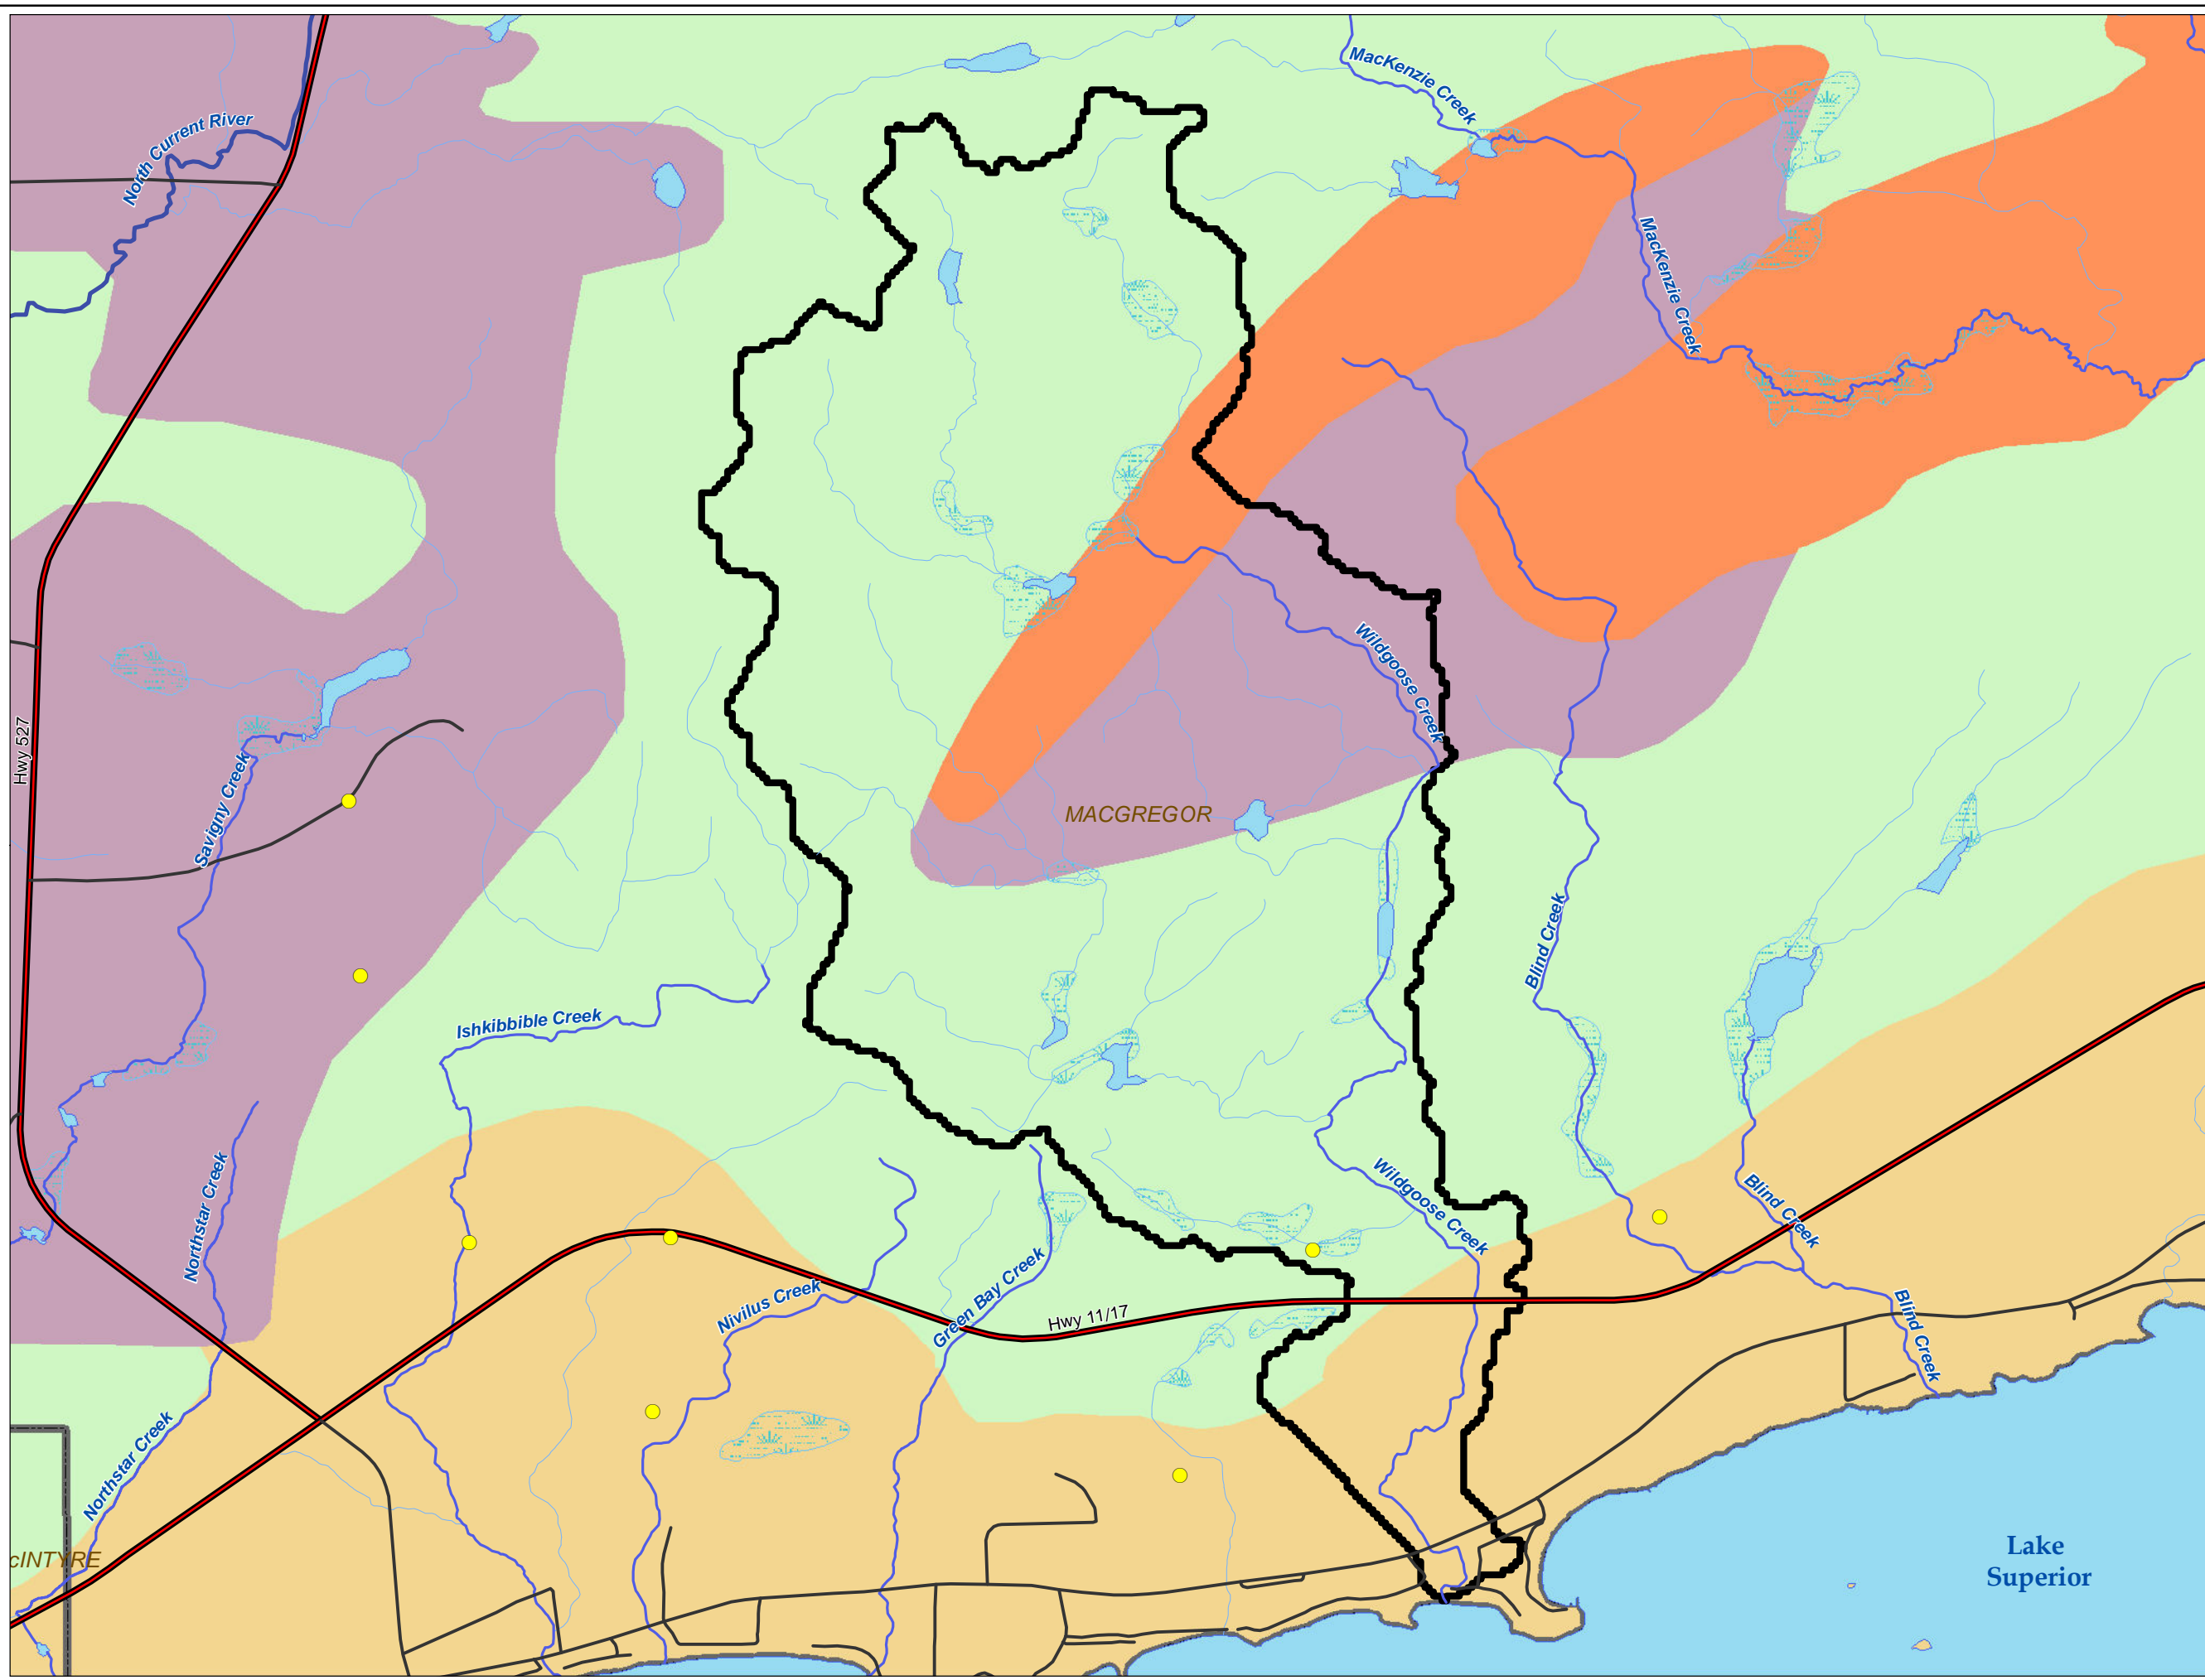 MacKenzie Creek
North Current River
MacKenzie Creek
Wildgoose Creek
Hwy 527
Savigny Creek
MACGREGOR
Blind Creek
Ishkibbible Creek
Northstar Creek
Wildgoose Creek
Blind Creek
Green Bay Creek
Nivilus Creek
Hwy 11/17
Blind Creek
Northstar Creek
cINTYRE
Lake
Superior